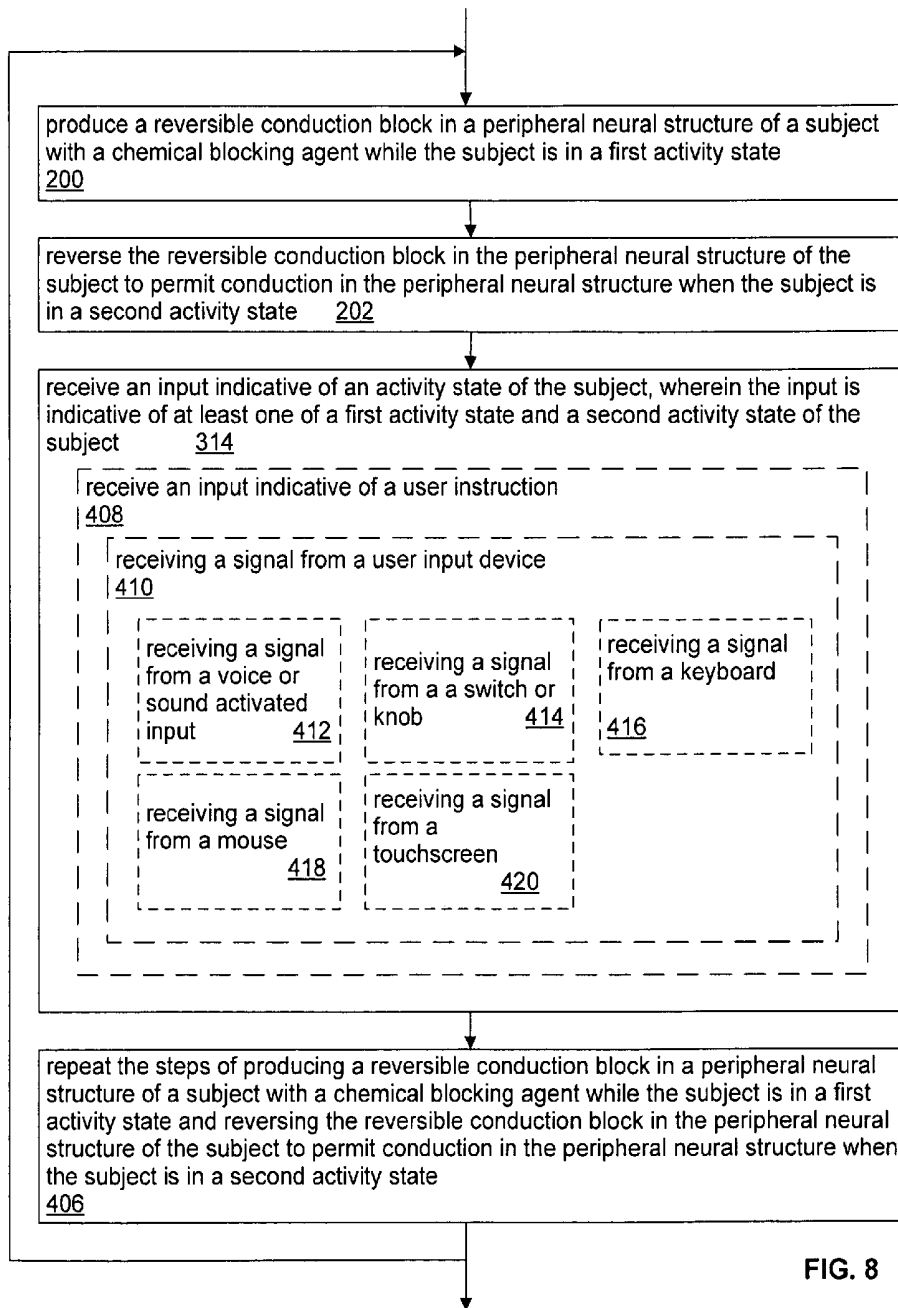 produce a reversible conduction block in a peripheral neural structure of a subject
with a chemical blocking agent while the subject is in a first activity state
200
reverse the reversible conduction block in the peripheral neural structure of the
subject to permit conduction in the peripheral neural structure when the subject is
in a second activity state 202
receive an input indicative of an activity state of the subject, wherein the input is
indicative of at least one of a first activity state and a second activity state of the
subject 314
receive an input indicative of a user instruction
408
receiving a signal from a user input device
410
receiving a signal
from a voice or
sound activated
input 412
receiving a signal
from a a switch or
knob 414
receiving a signal
from a keyboard
416
receiving a signal
from a mouse
418
receiving a signal
from a
touchscreen
420
repeat the steps of producing a reversible conduction block in a peripheral neural
structure of a subject with a chemical blocking agent while the subject is in a first
activity state and reversing the reversible conduction block in the peripheral neural
structure of the subject to permit conduction in the peripheral neural structure when
the subject is in a second activity state
406
FIG. 8